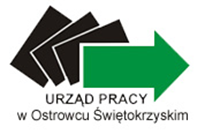 URZĄD PRACY
w Ostrowcu Świętokrzyskim